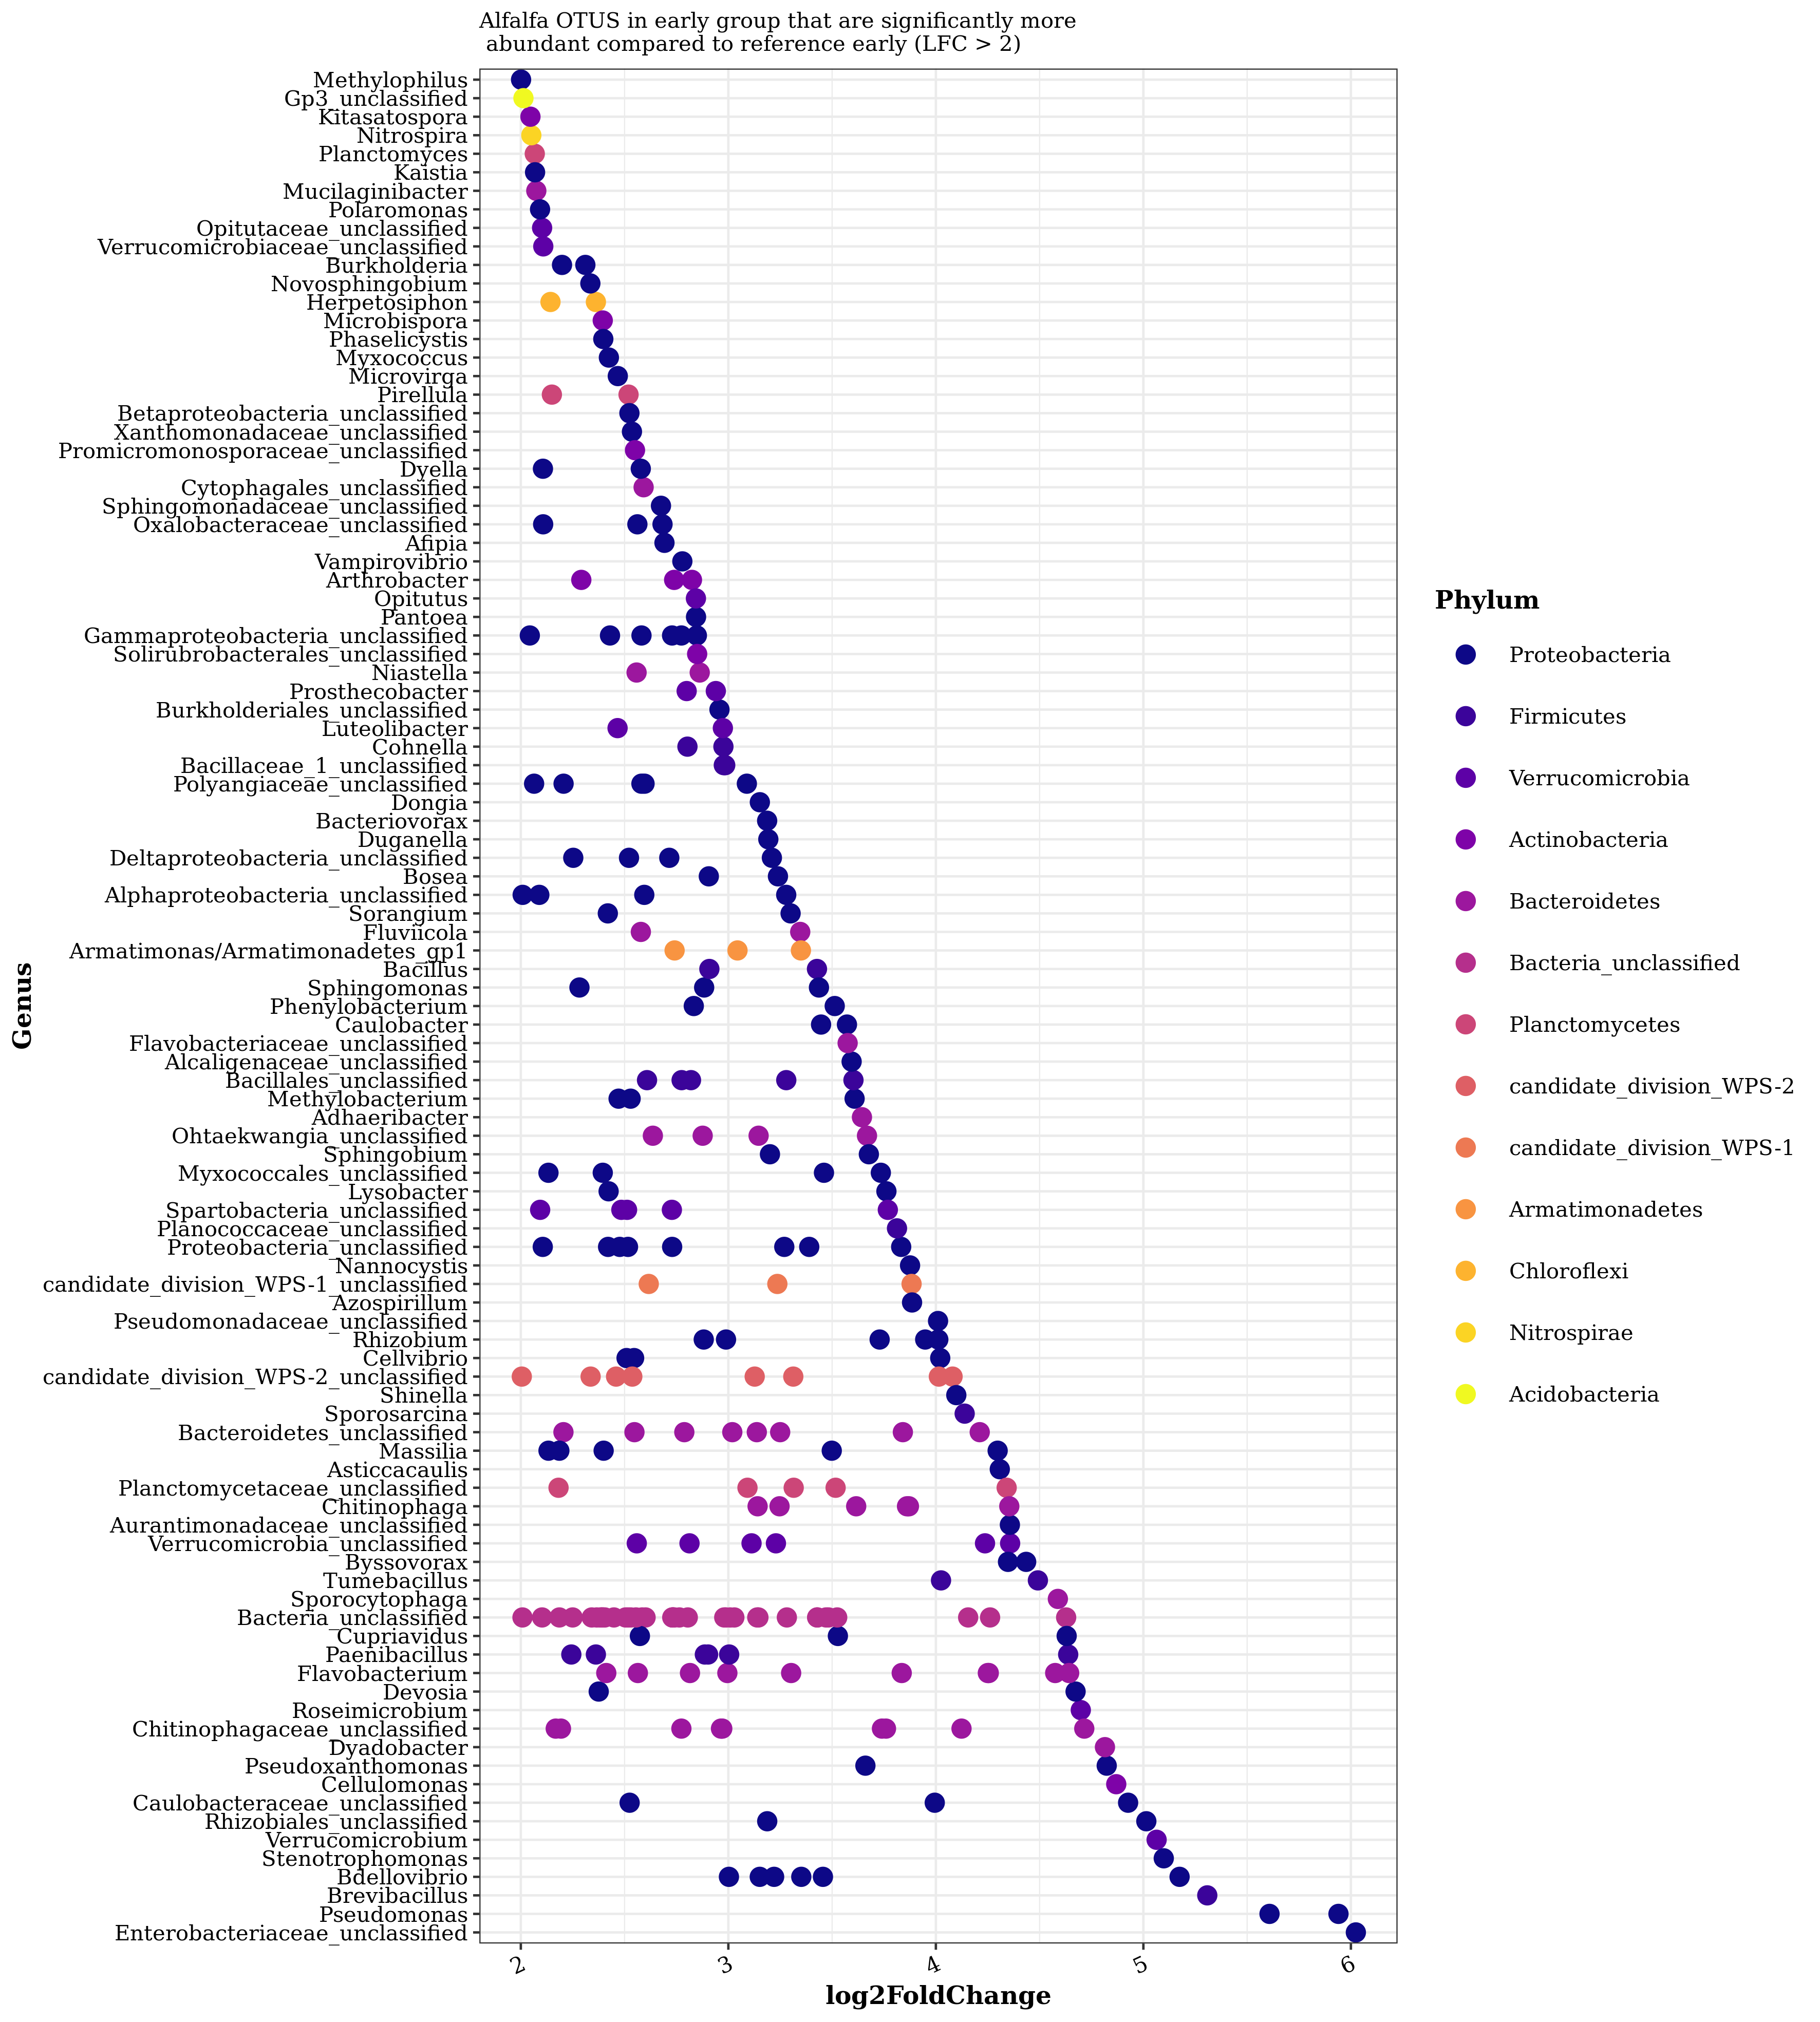 Alfalfa OTUS in early group that are significantly more
abundant compared to reference early (LFC > 2)
Methylophilus
Gp3_unclassified
Kitasatospora
Nitrospira
Planctomyces
Kaistia
Mucilaginibacter
Polaromonas
Opitutaceae_unclassified
Verrucomicrobiaceae_unclassified
Burkholderia
Novosphingobium
Herpetosiphon
Microbispora
Phaselicystis
Myxococcus
Microvirga
Pirellula
Betaproteobacteria_unclassified
Xanthomonadaceae_unclassified
Promicromonosporaceae_unclassified
Dyella
Cytophagales_unclassified
Sphingomonadaceae_unclassified
Oxalobacteraceae_unclassified
Afipia
Vampirovibrio
Arthrobacter
Opitutus
Pantoea
Gammaproteobacteria_unclassified
Solirubrobacterales_unclassified
Niastella
Prosthecobacter
Burkholderiales_unclassified
Luteolibacter
Cohnella
Bacillaceae_1_unclassified
Polyangiaceae_unclassified
Dongia
Bacteriovorax
Duganella
Deltaproteobacteria_unclassified
Bosea
Alphaproteobacteria_unclassified
Sorangium
Fluviicola
Armatimonas/Armatimonadetes_gp1
Bacillus
Sphingomonas
Phenylobacterium
Caulobacter
Flavobacteriaceae_unclassified
Alcaligenaceae_unclassified
Bacillales_unclassified
Methylobacterium
Adhaeribacter
Ohtaekwangia_unclassified
Sphingobium
Myxococcales_unclassified
Lysobacter
Spartobacteria_unclassified
Planococcaceae_unclassified
Proteobacteria_unclassified
Nannocystis
candidate_division_WPS-1_unclassified
Azospirillum
Pseudomonadaceae_unclassified
Rhizobium
Cellvibrio
candidate_division_WPS-2_unclassified
Shinella
Sporosarcina
Bacteroidetes_unclassified
Massilia
Asticcacaulis
Planctomycetaceae_unclassified
Chitinophaga
Aurantimonadaceae_unclassified
Verrucomicrobia_unclassified
Byssovorax
Tumebacillus
Sporocytophaga
Bacteria_unclassified
Cupriavidus
Paenibacillus
Flavobacterium
Devosia
Roseimicrobium
Chitinophagaceae_unclassified
Dyadobacter
Pseudoxanthomonas
Cellulomonas
Caulobacteraceae_unclassified
Rhizobiales_unclassified
Verrucomicrobium
Stenotrophomonas
Bdellovibrio
Brevibacillus
Pseudomonas
Enterobacteriaceae_unclassified
Genus
2 3 4 5 6
log2FoldChange
Phylum
Proteobacteria
Firmicutes
Verrucomicrobia
Actinobacteria
Bacteroidetes
Bacteria_unclassified
Planctomycetes
candidate_division_WPS-2
candidate_division_WPS-1
Armatimonadetes
Chloroflexi
Nitrospirae
Acidobacteria